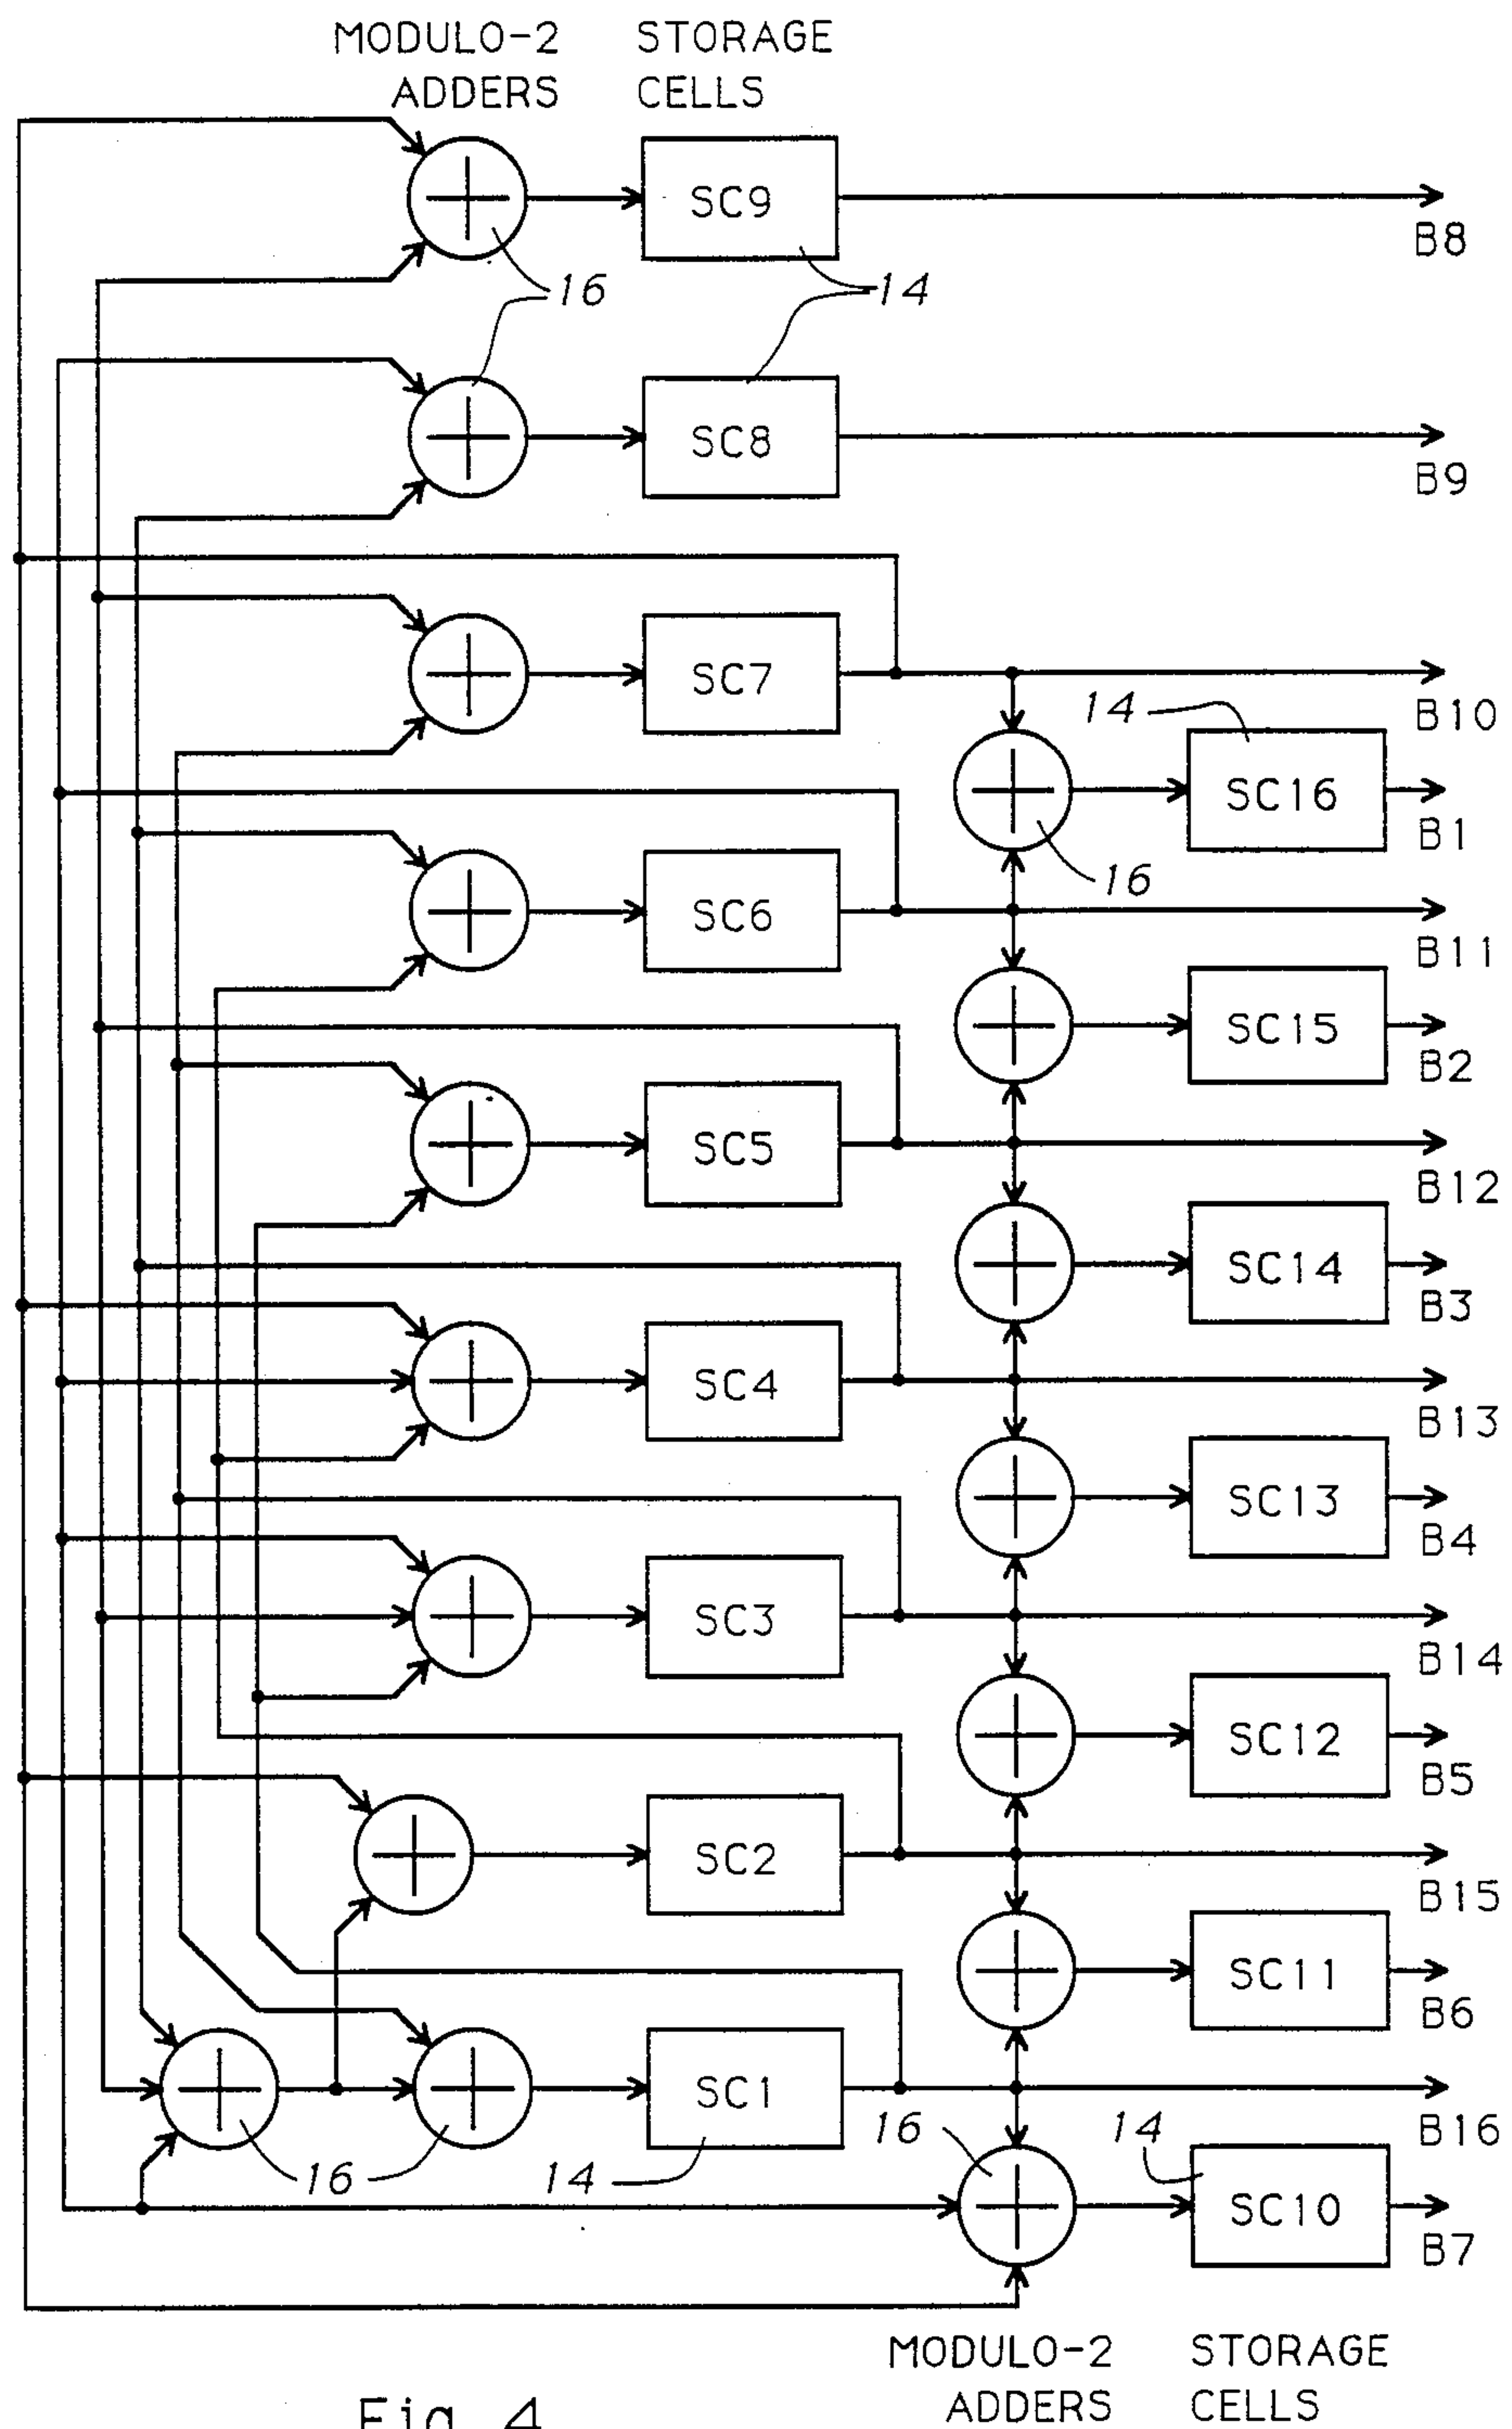 MODULO-2 STORAGE
ADDERS CELLS
SC9
B8
16
14
SC8
B9
SC7
B10
14
SC16
B1
16
SC6
B11
SC15
B2
SC5
B12
SC14
B3
SC4
B13
SC13
B4
SC3
B14
SC12
B5
SC2
B15
SC11
B6
SC1
B16
16
14
16
14
SC10
B7
MODULO-2 STORAGE
ADDERS CELLS
Fig. 4